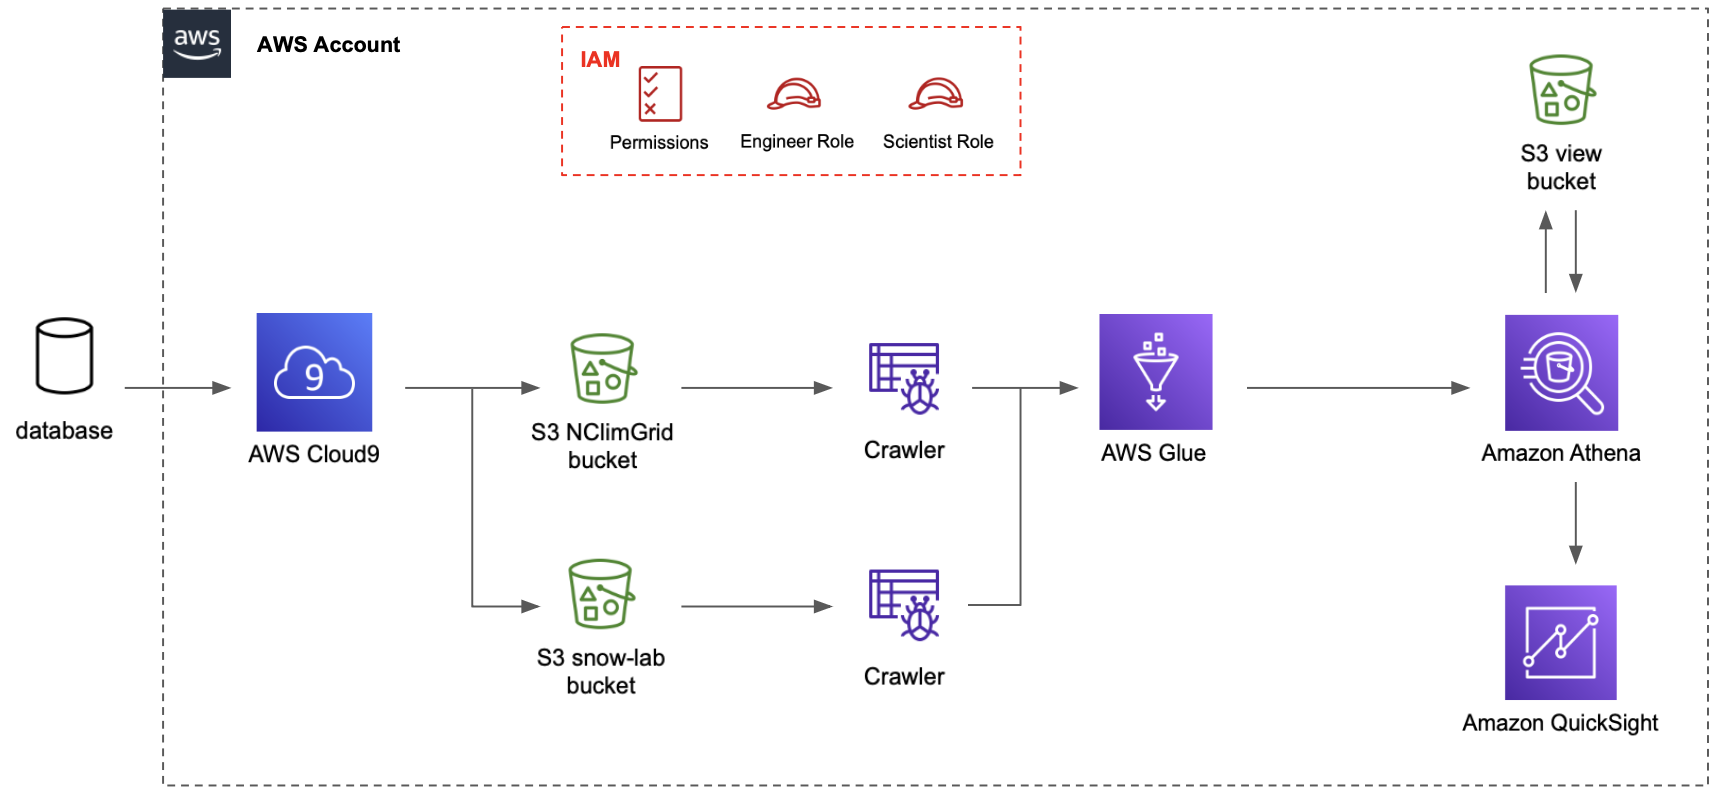 aws
AWS Account
IAM
Permissions
Engineer Role
Scientist Role
S3 view
bucket
database
9
AWS Cloud9
S3 NClimGrid
bucket
Crawler
AWS Glue
Amazon Athena
S3 snow-lab
bucket
Crawler
Amazon QuickSight